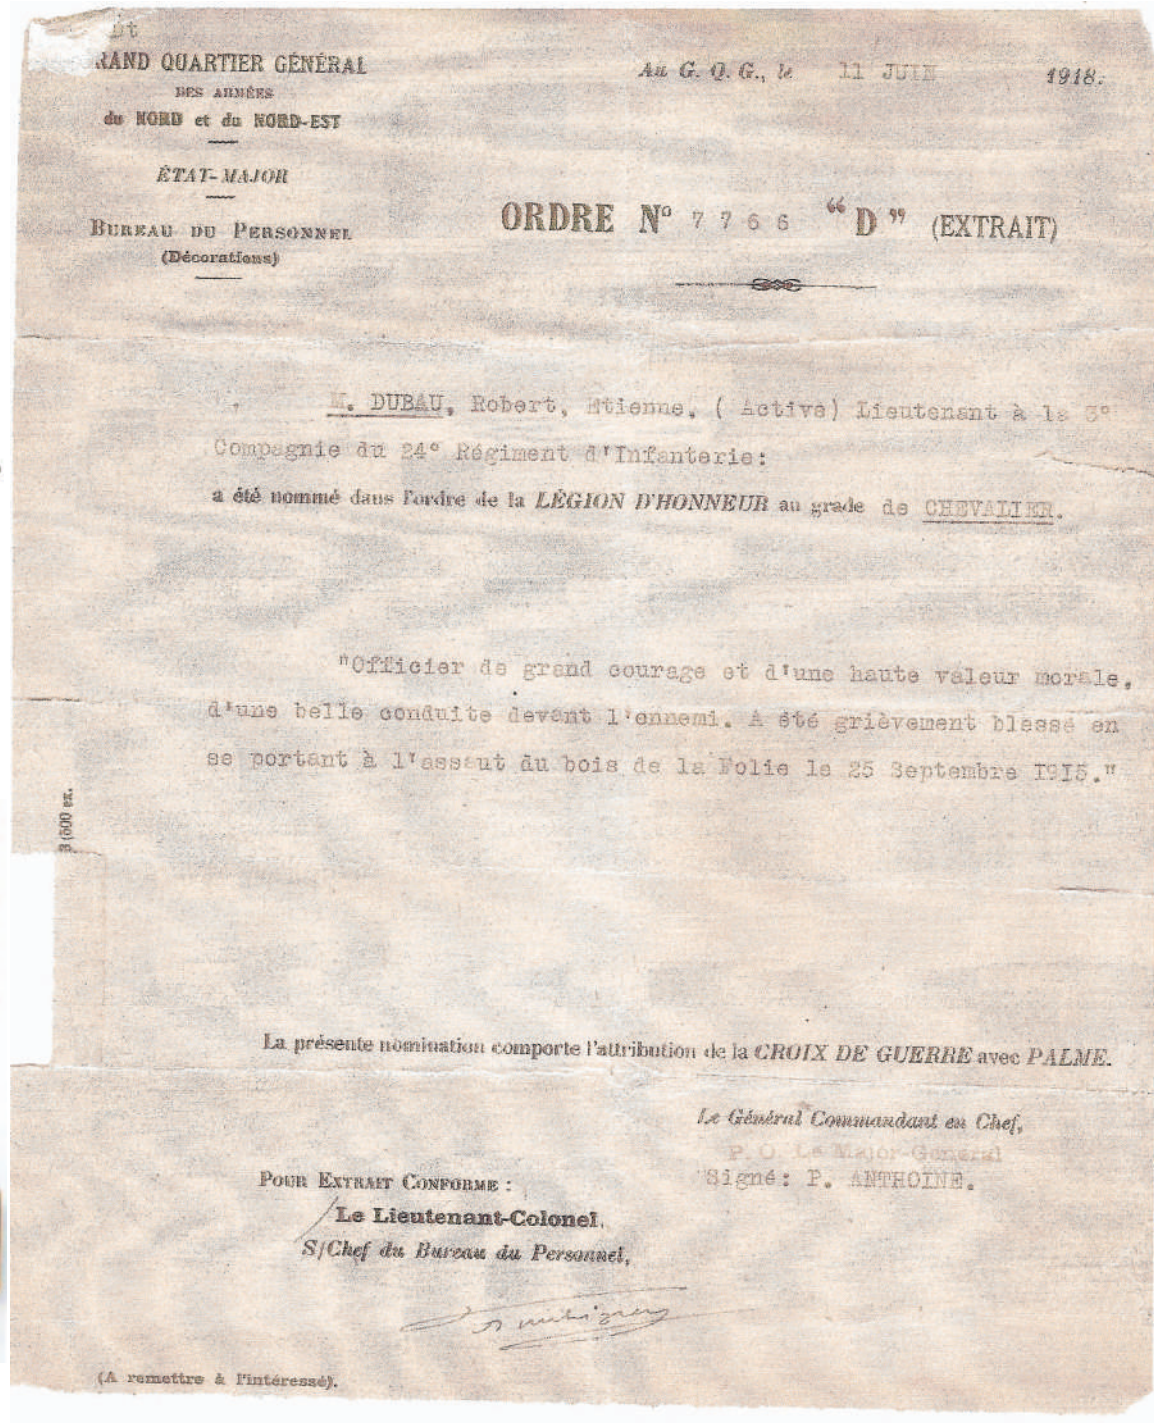 RAND QUARTIER GÉNÉRAL
DES ARMÉES
du NORD et du NORD-EST
ÉTAT-MAJOR
BUREAU DU PERSONNEL
(Décorations)
Au G. Q. G., le 11 JUIN 1918.
ORDRE N° 7766 “D” (EXTRAIT)
M. DUBAU, Robert, Etienne, ( Active) Lieutenant à la 3°
Compagnie du 24° Régiment d'Infanterie:
a été nommé dans l'ordre de la LÉGION D'HONNEUR au grade de CHEVALIER.
"Officier de grand courage et d'une haute valeur morale,
d'une belle conduite devant l'ennemi. A été grièvement blessé en
se portant à l'assaut du bois de la Folie le 25 Septembre 1915."
ex.
La présente nomination comporte l'attribution de la CROIX DE GUERRE avec PALME.
Le Général Commandant en Chef,
P. O. Le Major-Général
Signé: P. ANTHOINE.
POUR EXTRAIT CONFORME :
Le Lieutenant-Colonel,
S/Chef du Bureau du Personnel,
(A remettre à l'intéressé).